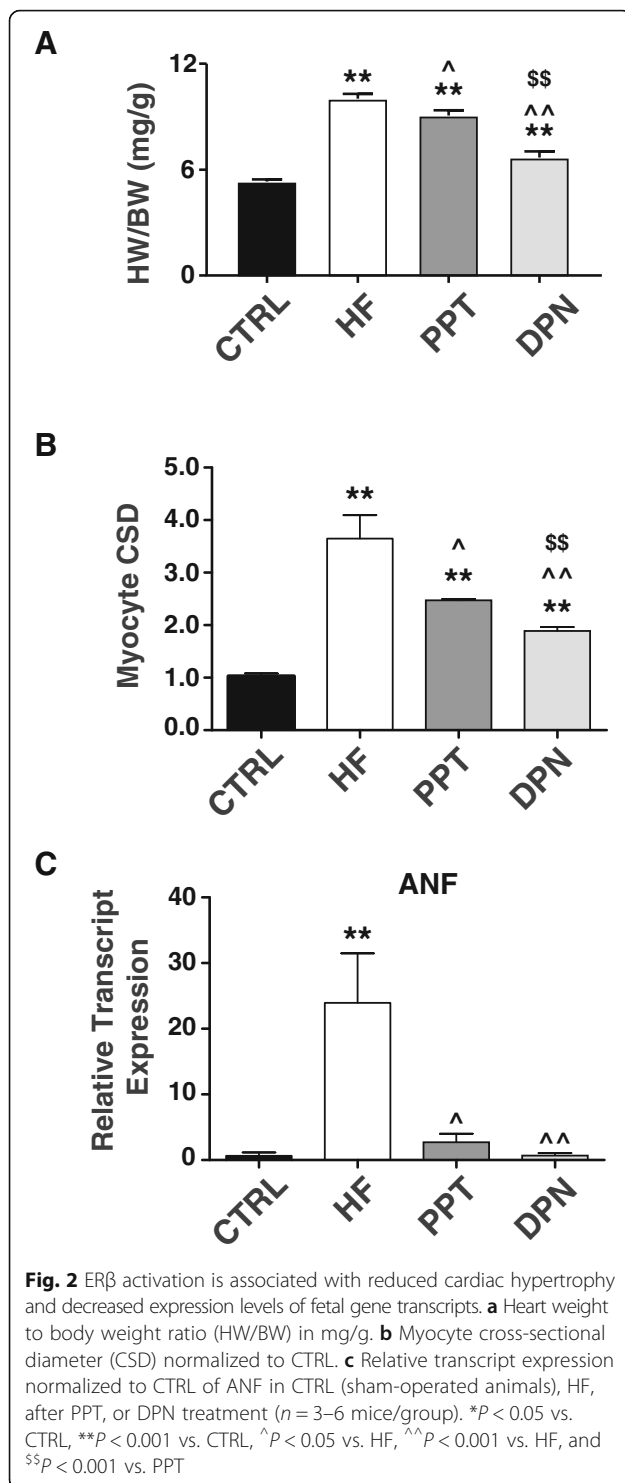 A
HW/BW (mg/g)
12
6
0
**
^
**
$$
^^
**
CTRL
HF
PPT
DPN
B
Myocyte CSD
5.0
4.0
3.0
2.0
1.0
0.0
**
^
**
$$
^^
**
CTRL
HF
PPT
DPN
C
ANF
Relative Transcript
Expression
40
30
20
10
0
**
^
^^
CTRL
HF
PPT
DPN
Fig. 2 ERβ activation is associated with reduced cardiac hypertrophy
and decreased expression levels of fetal gene transcripts. a Heart weight
to body weight ratio (HW/BW) in mg/g. b Myocyte cross-sectional
diameter (CSD) normalized to CTRL. c Relative transcript expression
normalized to CTRL of ANF in CTRL (sham-operated animals), HF,
after PPT, or DPN treatment (n = 3–6 mice/group). *P < 0.05 vs.
CTRL, **P < 0.001 vs. CTRL, ^P < 0.05 vs. HF, ^^P < 0.001 vs. HF, and
$$P < 0.001 vs. PPT